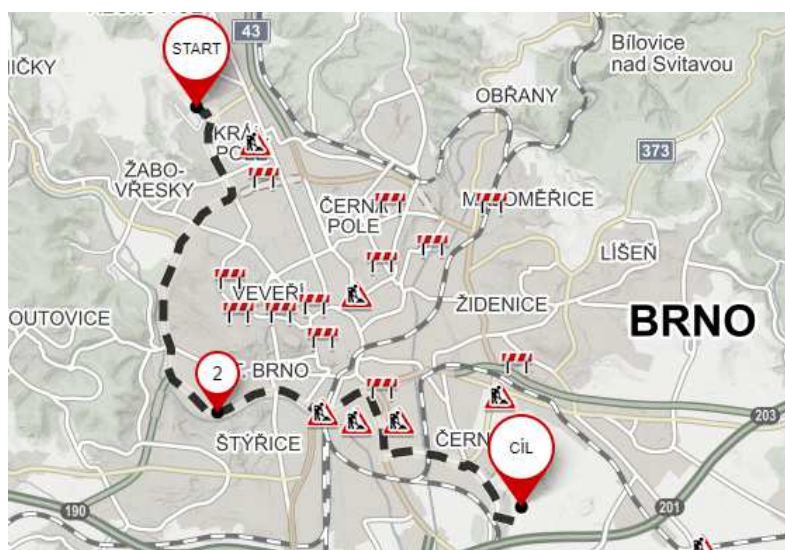 START
43
Bílovice
nad Svitavou
OBŘANY
373
ŽABO-
VŘESKY
ČERNÁ
POLE
LÍŠEŇ
VEVEŘÍ
ŽIDENICE
BRNO
2
BRNO
203
ŠTÝŘICE
CÍL
190
201